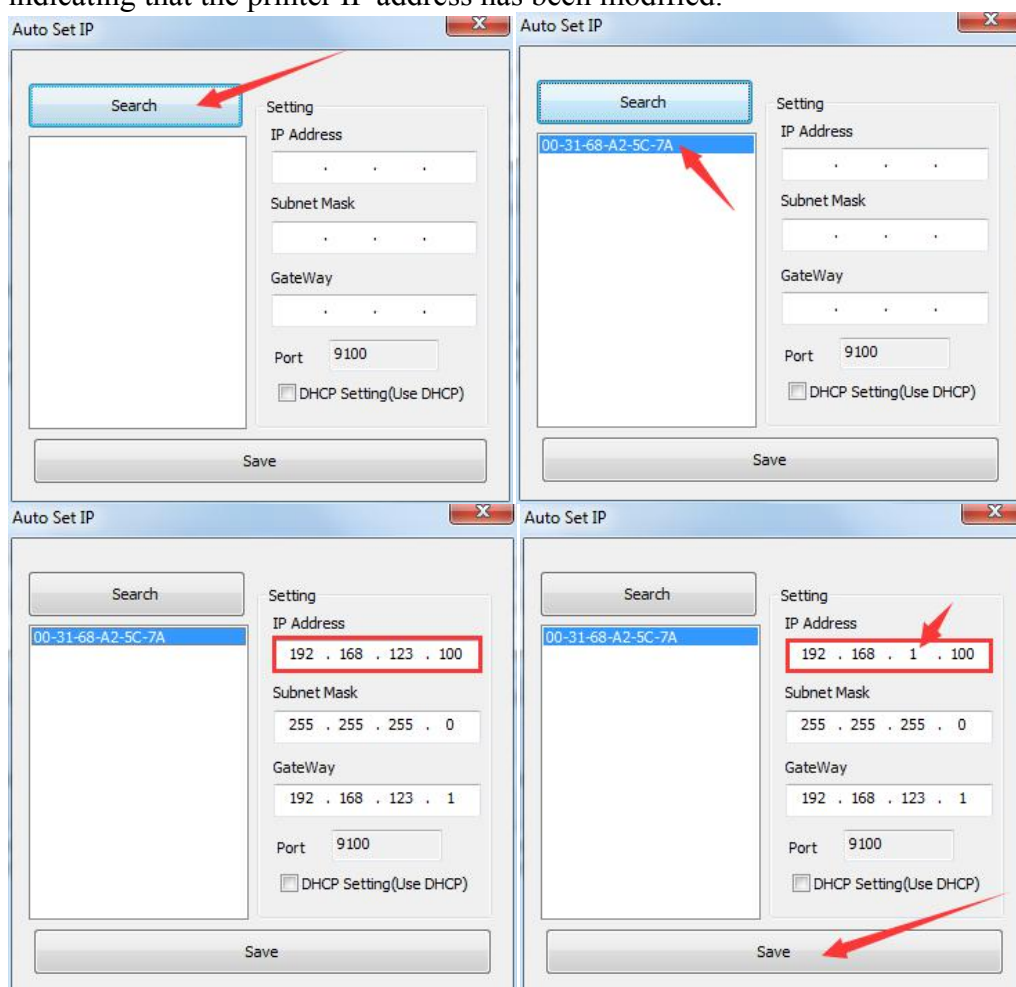 indicating that the printer IP address has been modified.
Auto Set IP
X
Search
Setting
IP Address
. . .
Subnet Mask
. . .
GateWay
. . .
Port 9100
DHCP Setting(Use DHCP)
Save
Auto Set IP
X
Search
00-31-68-A2-5C-7A
Setting
IP Address
. . .
Subnet Mask
. . .
GateWay
. . .
Port 9100
DHCP Setting(Use DHCP)
Save
Auto Set IP
X
Search
00-31-68-A2-5C-7A
Setting
IP Address
192 . 168 . 123 . 100
Subnet Mask
255 . 255 . 255 . 0
GateWay
192 . 168 . 123 . 1
Port 9100
DHCP Setting(Use DHCP)
Save
Auto Set IP
X
Search
00-31-68-A2-5C-7A
Setting
IP Address
192 . 168 . 1 . 100
Subnet Mask
255 . 255 . 255 . 0
GateWay
192 . 168 . 123 . 1
Port 9100
DHCP Setting(Use DHCP)
Save